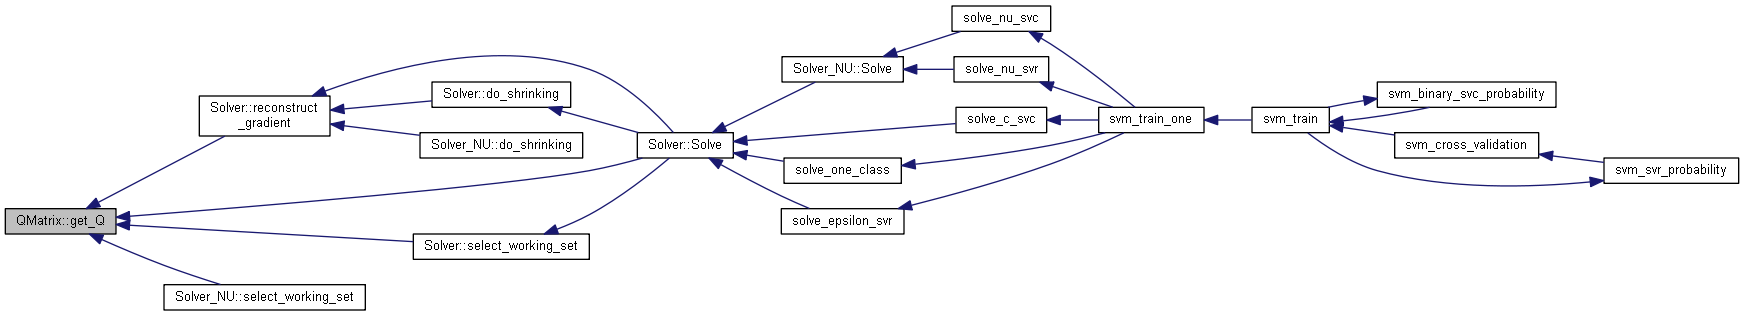 QMatrix::get_Q
Solver::reconstruct
_gradient
Solver::do_shrinking
Solver_NU::do_shrinking
Solver::select_working_set
Solver_NU::select_working_set
Solver::Solve
Solver_NU::Solve
solve_nu_svc
solve_nu_svr
solve_c_svc
solve_one_class
solve_epsilon_svr
svm_train_one
svm_train
svm_binary_svc_probability
svm_cross_validation
svm_svr_probability